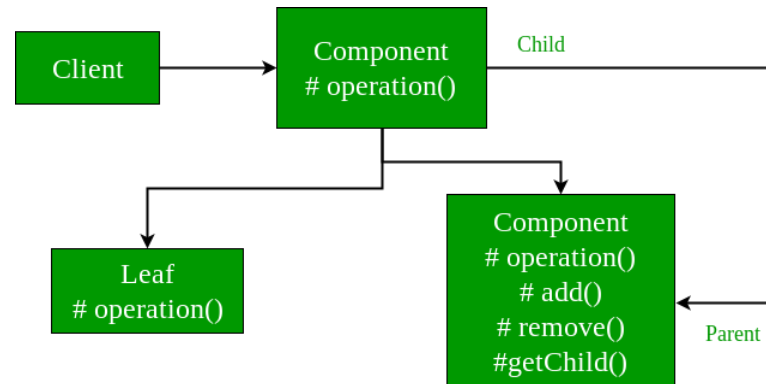 Client
Component
# operation()
Child
Leaf
# operation()
Component
# operation()
# add()
# remove()
#getChild()
Parent